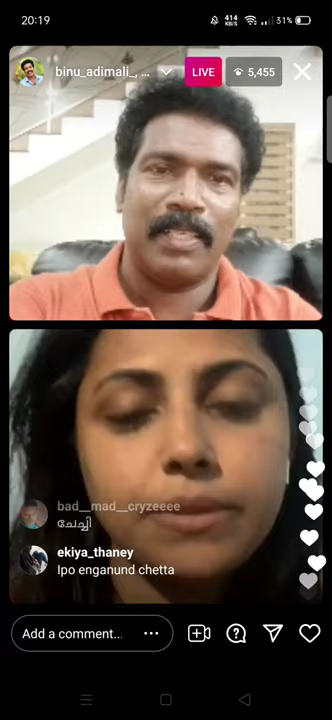 20:19
414
KB/S
31%
binu_adimali_, ...
LIVE
5,455
bad__mad__cryzeeee
ചേച്ചി
ekiya_thaney
Ipo enganund chetta
Add a comment...